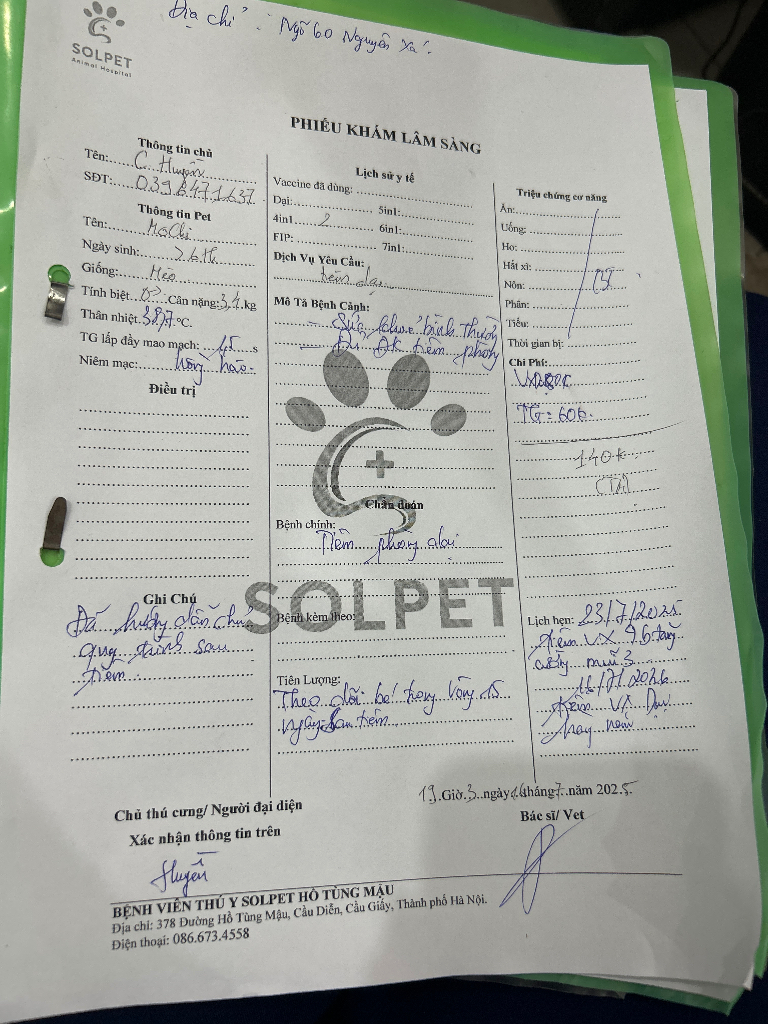 Địa chỉ : Ngõ 60 Nguyên Xá.
SOLPET
Animal Hospital
PHIẾU KHÁM LÂM SÀNG
Thông tin chủ
Tên: C. Huyền
SĐT: 0398471637
Thông tin Pet
Tên: MoChi
Ngày sinh: >6th
Giống: Mèo
Tính biệt Cân nặng: 3,4 kg
Thân nhiệt 38,7 °C.
TG lấp đầy mao mạch: 1,5 s
Niêm mạc: hồng hào.
Điều trị
Ghi Chú
Đã hướng dẫn chủ
quy trình sau
tiêm
Lịch sử y tế
Vaccine đã dùng:
Dại: 5in1:
4in1 2 6in1:
FIP: 7in1:
Dịch Vụ Yêu Cầu:
tiêm dại
Mô Tả Bệnh Cảnh:
- Sức khoẻ bình thường
- Đủ ĐK tiêm phòng
Chẩn đoán
Bệnh chính:
Tiêm phòng dại
SOLPET
Bệnh kèm theo:
Tiên Lượng:
Theo dõi bé trong vòng 15
ngày sau tiêm
Triệu chứng cơ năng
Ăn:
Uống:
Ho:
Hắt xì:
Nôn:
Phân:
Tiểu:
Thời gian bị:
Chi Phí:
TG: 60k.
140k
(TM)
Lịch hẹn: 23/7/2025
tiêm VX 4b tăng
cường mũi 3
16/7/2026
tiêm VX Dại
hàng năm
19 Giờ 3 ngày 16 tháng 7 năm 2025
Chủ thú cưng/ Người đại diện
Xác nhận thông tin trên
Bác sĩ/ Vet
Huyền
BỆNH VIỆN THÚ Y SOLPET HỒ TÙNG MẬU
Địa chỉ: 378 Đường Hồ Tùng Mậu, Cầu Diễn, Cầu Giấy, Thành phố Hà Nội.
Điện thoại: 086.673.4558